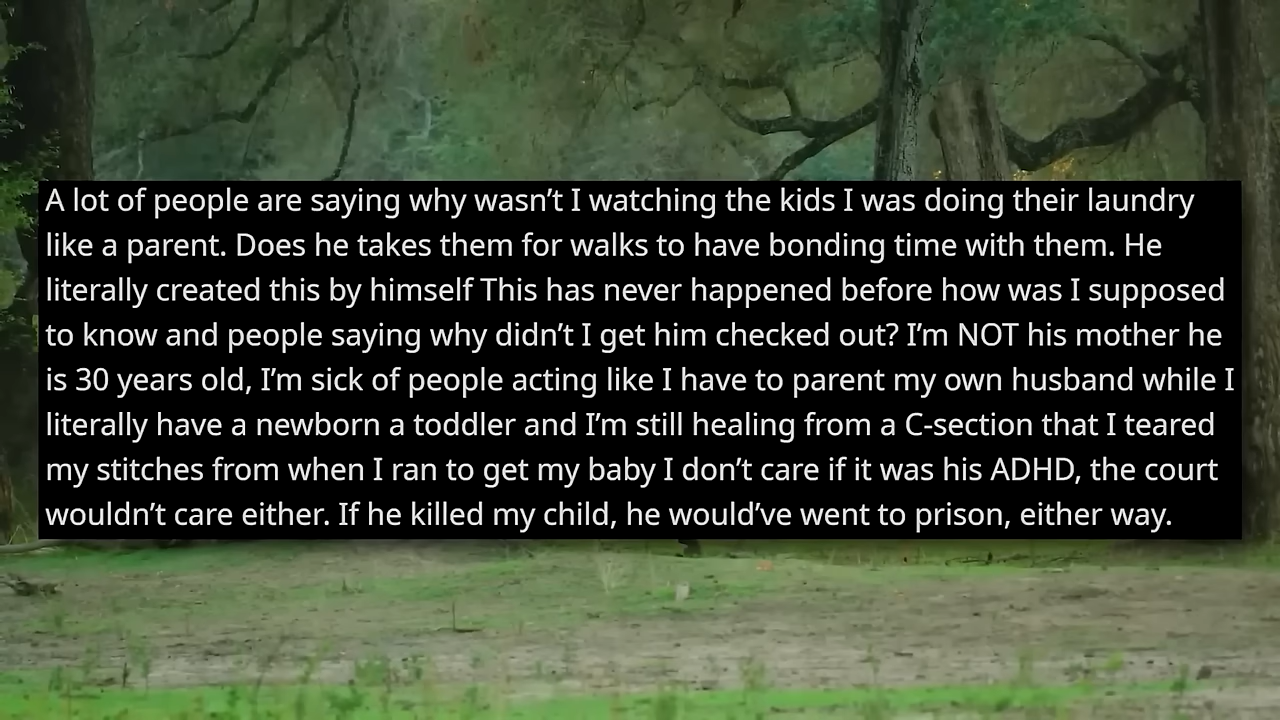 A lot of people are saying why wasn’t I watching the kids I was doing their laundry
like a parent. Does he takes them for walks to have bonding time with them. He
literally created this by himself This has never happened before how was I supposed
to know and people saying why didn’t I get him checked out? I’m NOT his mother he
is 30 years old, I’m sick of people acting like I have to parent my own husband while I
literally have a newborn a toddler and I’m still healing from a C-section that I teared
my stitches from when I ran to get my baby I don’t care if it was his ADHD, the court
wouldn’t care either. If he killed my child, he would’ve went to prison, either way.